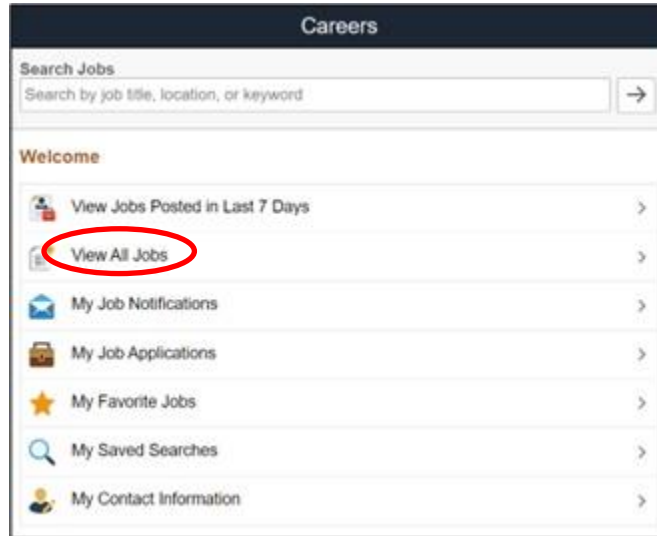 Careers
Search Jobs
Search by job title, location, or keyword
Welcome
View Jobs Posted in Last 7 Days
View All Jobs
My Job Notifications
My Job Applications
My Favorite Jobs
My Saved Searches
My Contact Information